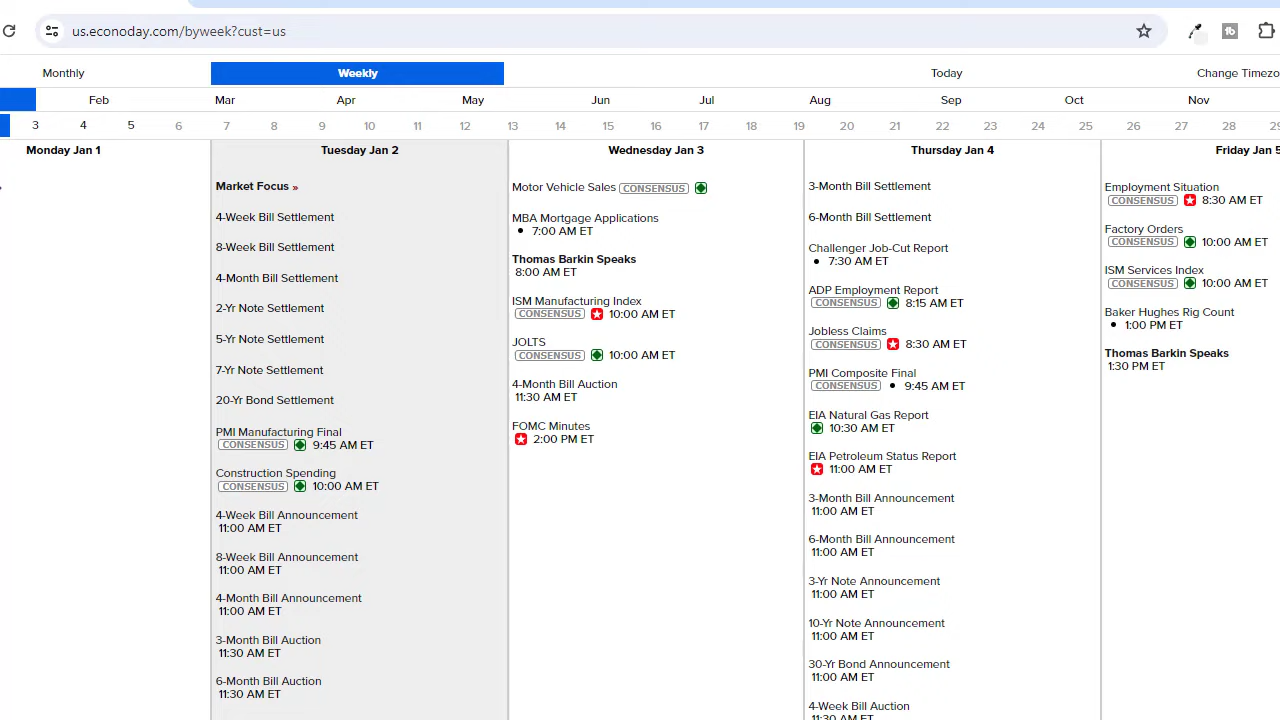 us.econoday.com/byweek?cust=us
Monthly
Weekly
Today
Change Timezo
Feb Mar Apr May Jun Jul Aug Sep Oct Nov
3 4 5 6 7 8 9 10 11 12 13 14 15 16 17 18 19 20 21 22 23 24 25 26 27 28 29
Monday Jan 1
Tuesday Jan 2
Market Focus »
4-Week Bill Settlement
8-Week Bill Settlement
4-Month Bill Settlement
2-Yr Note Settlement
5-Yr Note Settlement
7-Yr Note Settlement
20-Yr Bond Settlement
PMI Manufacturing Final
CONSENSUS 9:45 AM ET
Construction Spending
CONSENSUS 10:00 AM ET
4-Week Bill Announcement
11:00 AM ET
8-Week Bill Announcement
11:00 AM ET
4-Month Bill Announcement
11:00 AM ET
3-Month Bill Auction
11:30 AM ET
6-Month Bill Auction
11:30 AM ET
Wednesday Jan 3
Motor Vehicle Sales CONSENSUS
MBA Mortgage Applications
• 7:00 AM ET
Thomas Barkin Speaks
8:00 AM ET
ISM Manufacturing Index
CONSENSUS 10:00 AM ET
JOLTS
CONSENSUS 10:00 AM ET
4-Month Bill Auction
11:30 AM ET
FOMC Minutes
2:00 PM ET
Thursday Jan 4
3-Month Bill Settlement
6-Month Bill Settlement
Challenger Job-Cut Report
• 7:30 AM ET
ADP Employment Report
CONSENSUS 8:15 AM ET
Jobless Claims
CONSENSUS 8:30 AM ET
PMI Composite Final
CONSENSUS • 9:45 AM ET
EIA Natural Gas Report
10:30 AM ET
EIA Petroleum Status Report
11:00 AM ET
3-Month Bill Announcement
11:00 AM ET
6-Month Bill Announcement
11:00 AM ET
3-Yr Note Announcement
11:00 AM ET
10-Yr Note Announcement
11:00 AM ET
30-Yr Bond Announcement
11:00 AM ET
4-Week Bill Auction
11:30 AM ET
Friday Jan 5
Employment Situation
CONSENSUS 8:30 AM ET
Factory Orders
CONSENSUS 10:00 AM ET
ISM Services Index
CONSENSUS 10:00 AM ET
Baker Hughes Rig Count
• 1:00 PM ET
Thomas Barkin Speaks
1:30 PM ET